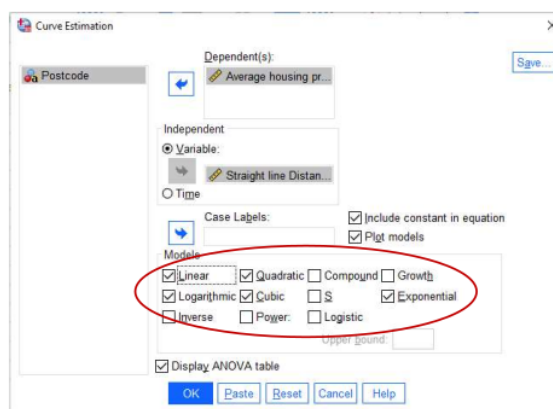 Curve Estimation
Dependent(s):
Postcode
Average housing pr...
Save...
Independent
Variable:
Straight line Distan...
Time
Case Labels:
Include constant in equation
Plot models
Models
Linear Quadratic Compound Growth
Logarithmic Cubic S Exponential
Inverse Power: Logistic
Upper bound:
Display ANOVA table
OK Paste Reset Cancel Help